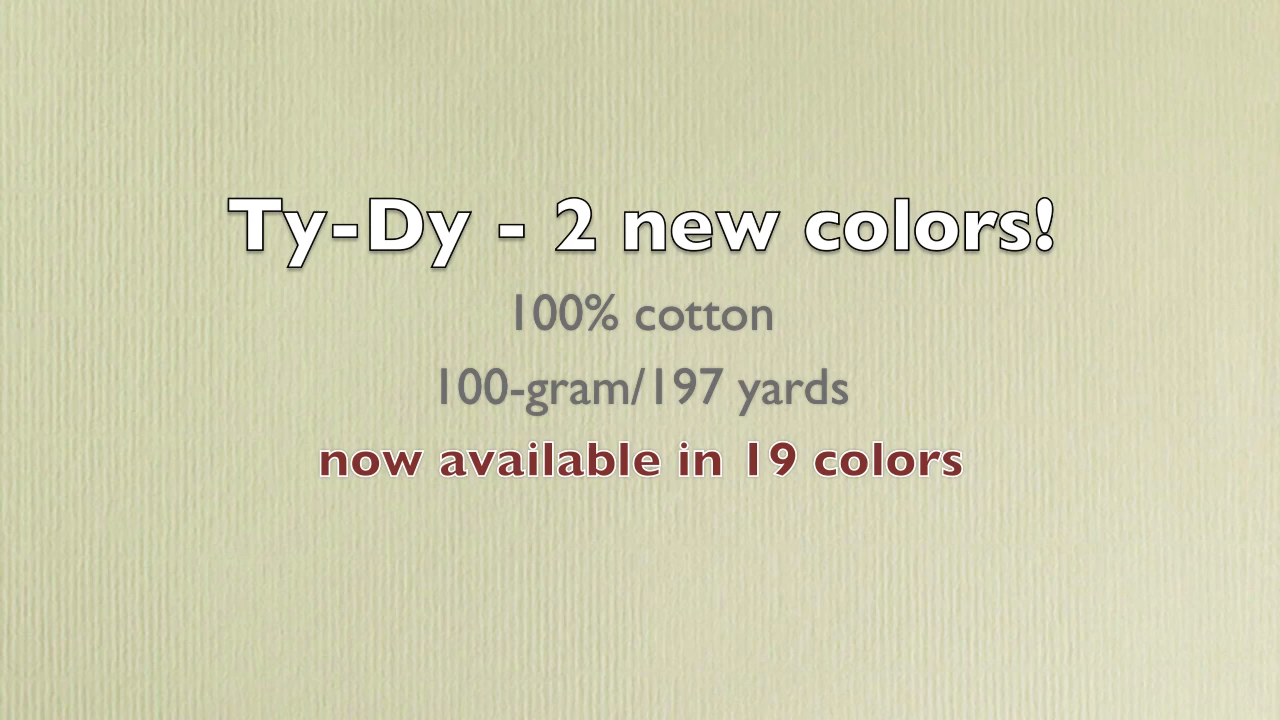 Ty-Dy - 2 new colors!
100% cotton
100-gram/197 yards
now available in 19 colors